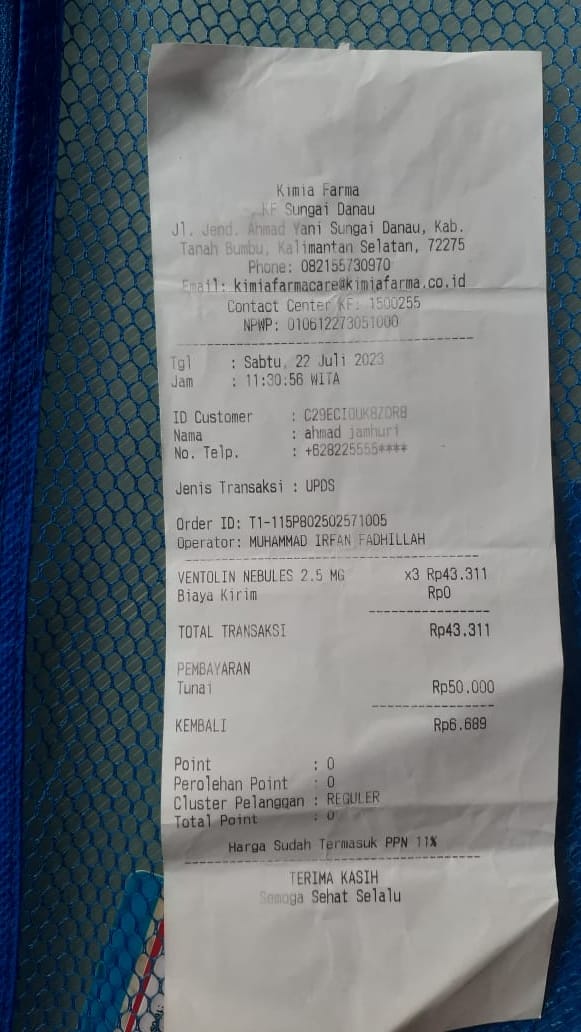 Kimia Farma
KF Sungai Danau
Jl. Jend. Ahmad Yani Sungai Danau, Kab.
Tanah Bumbu, Kalimantan Selatan, 72275
Phone: 082155730970
Email: kimiafarmacare@kimiafarma.co.id
Contact Center KF: 1500255
NPWP: 010612273051000
Tgl : Sabtu, 22 Juli 2023
Jam : 11:30:56 WITA
ID Customer :
Nama : ahmad jamhuri
No. Telp. : +628225555****
Jenis Transaksi : UPDS
Order ID: T1-115P802502571005
Operator: MUHAMMAD IRFAN FADHILLAH
VENTOLIN NEBULES 2.5 MG x3 Rp43.311
Biaya Kirim Rp0
TOTAL TRANSAKSI Rp43.311
PEMBAYARAN
Tunai Rp50.000
KEMBALI Rp6.689
Point : 0
Perolehan Point : 0
Cluster Pelanggan : REGULER
Total Point : 0
Harga Sudah Termasuk PPN 11%
TERIMA KASIH
Semoga Sehat Selalu